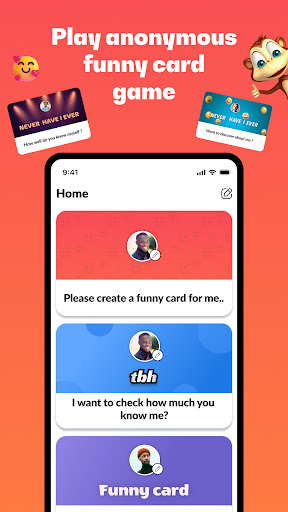 Play anonymous
funny card
game
NEVER HAVE I EVER
How well do you know myself ?
NEVER HAVE I EVER
Want to discover about me ?
9:41
Home
Please create a funny card for me..
tbh
I want to check how much you
know me?
Funny card